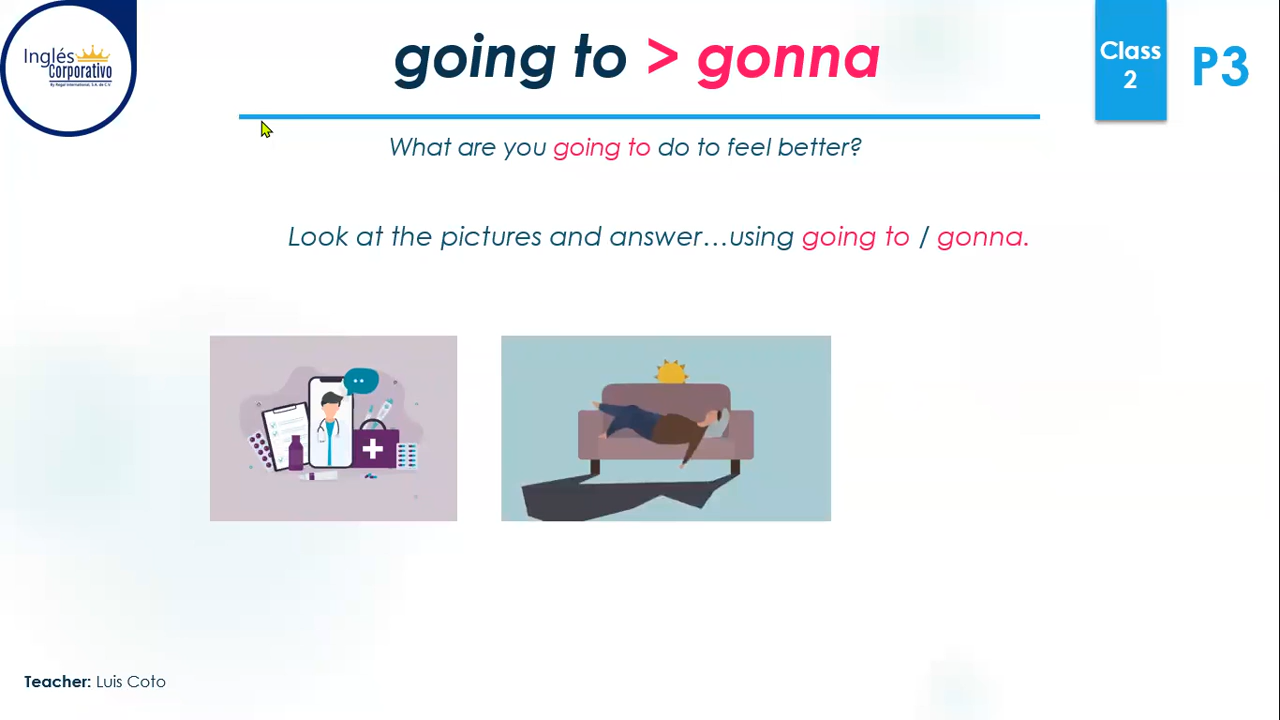 Inglés
Corporativo
By Regal International, S.A. de C.V.
going to > gonna
Class
2
P3
What are you going to do to feel better?
Look at the pictures and answer…using going to / gonna.
Teacher: Luis Coto